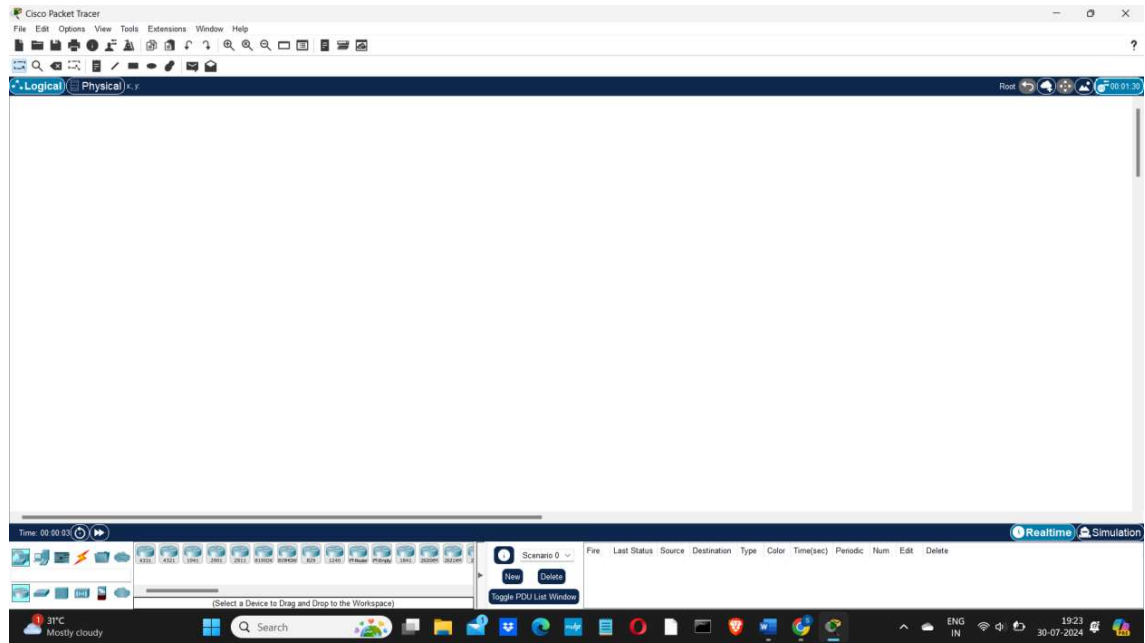 Cisco Packet Tracer
File Edit Options View Tools Extensions Window Help
?
Logical Physical x, y:
Root 00:01:30
Time: 00:00:03
Realtime Simulation
4331 4321 1941 2901 2911 819HGW 829 1240 PT-Router PT-Empty 1841 2620XM 2621XM
Scenario 0
Fire Last Status Source Destination Type Color Time(sec) Periodic Num Edit Delete
New Delete
Toggle PDU List Window
(Select a Device to Drag and Drop to the Workspace)
31°C
Mostly cloudy
Search
ENG
IN
19:23
30-07-2024